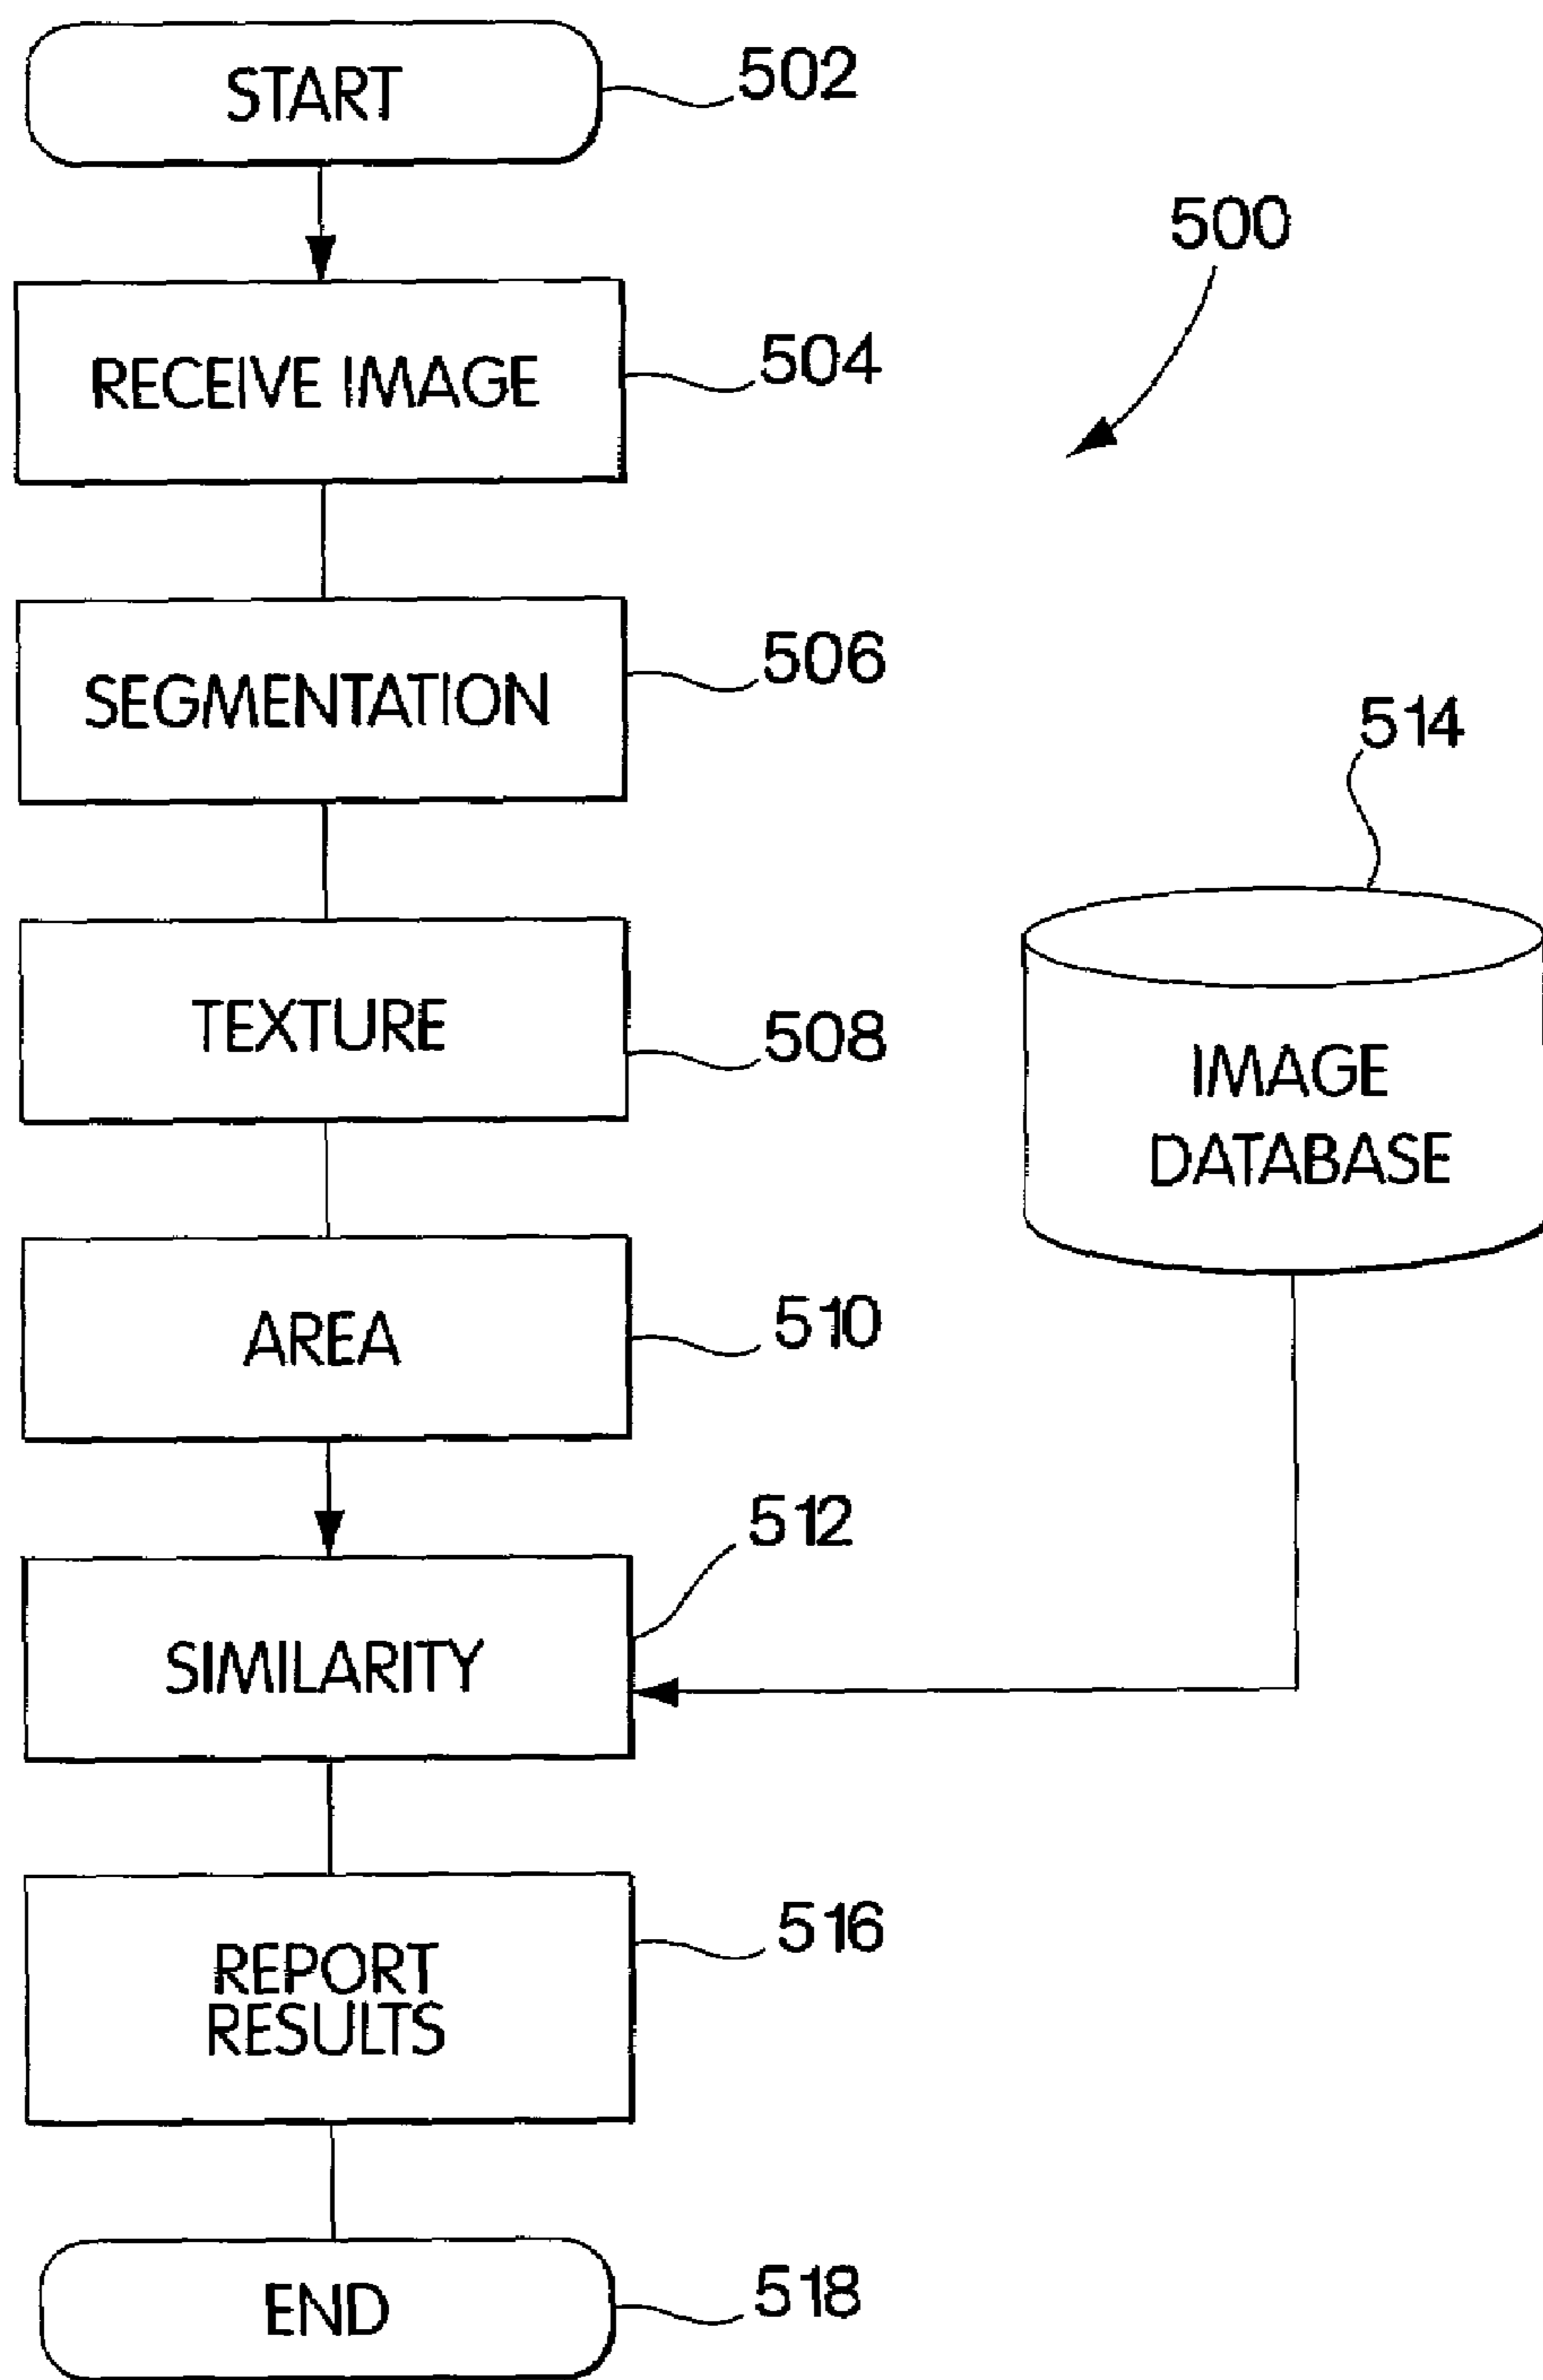 START
502
500
RECEIVE IMAGE
504
SEGMENTATION
506
514
TEXTURE
508
IMAGE
DATABASE
AREA
510
512
SIMILARITY
REPORT
RESULTS
516
END
518